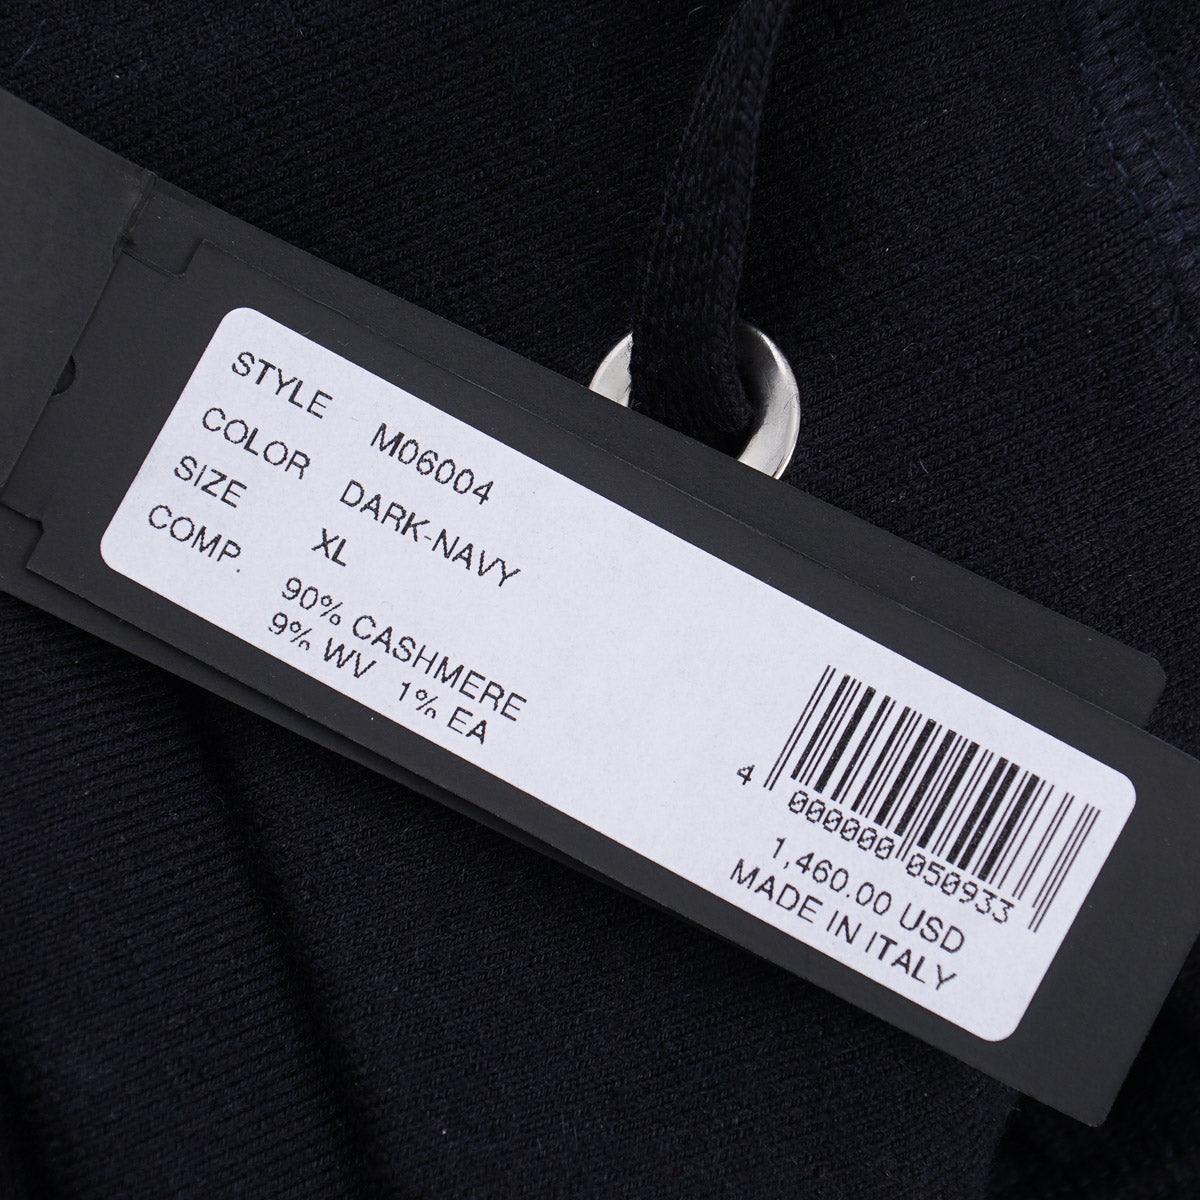 STYLE M06004
COLOR DARK-NAVY
SIZE XL
COMP. 90% CASHMERE
9% WV 1% EA
4 000000 050933
1,460.00 USD
MADE IN ITALY